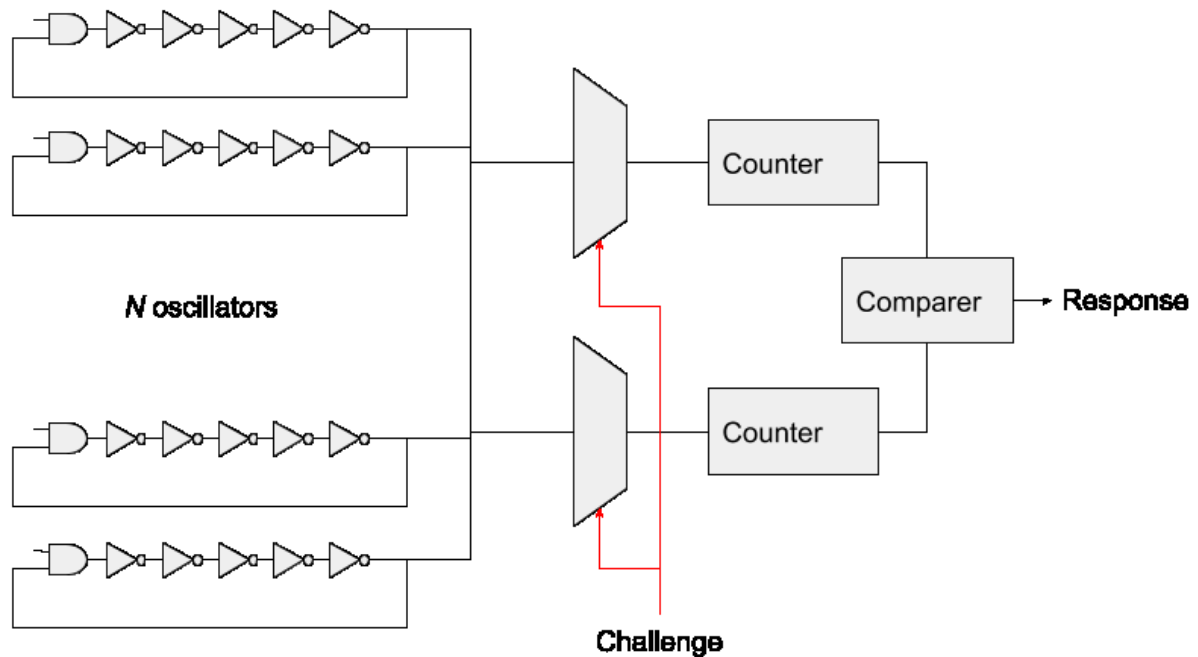 Counter
N oscillators
Comparer
Response
Counter
Challenge